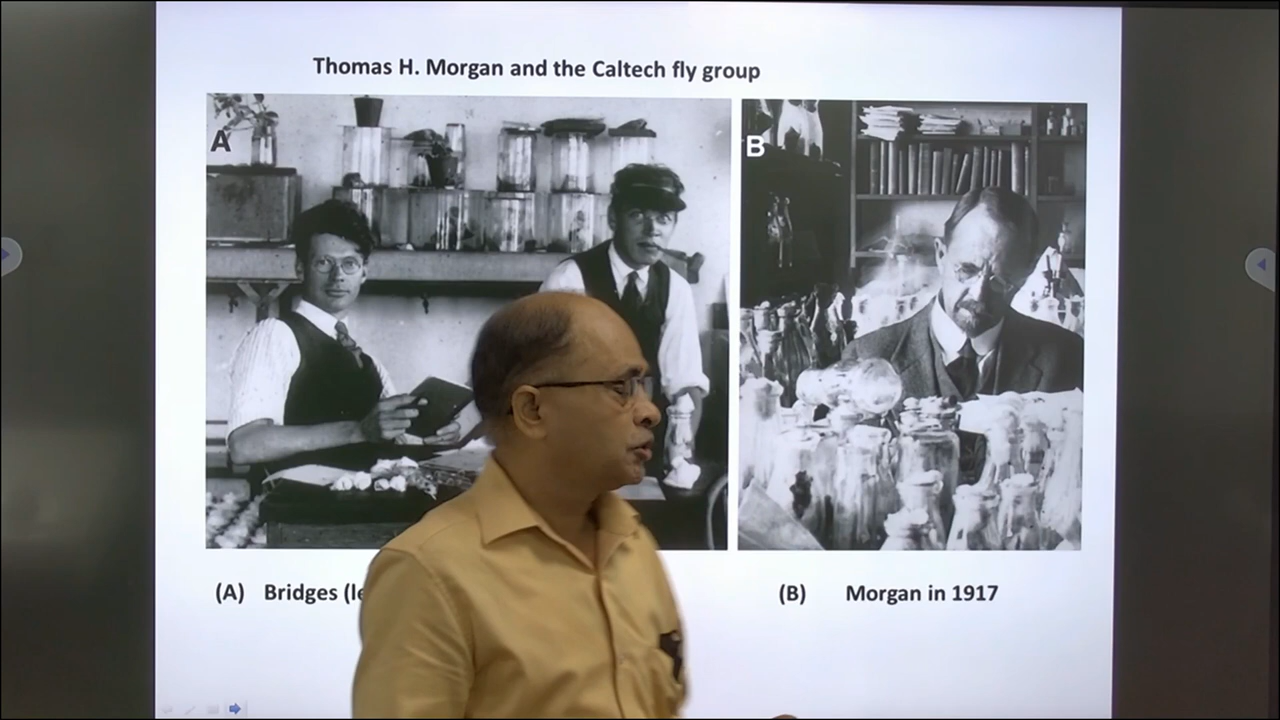 Thomas H. Morgan and the Caltech fly group
A
B
(A) Bridges (le
(B) Morgan in 1917